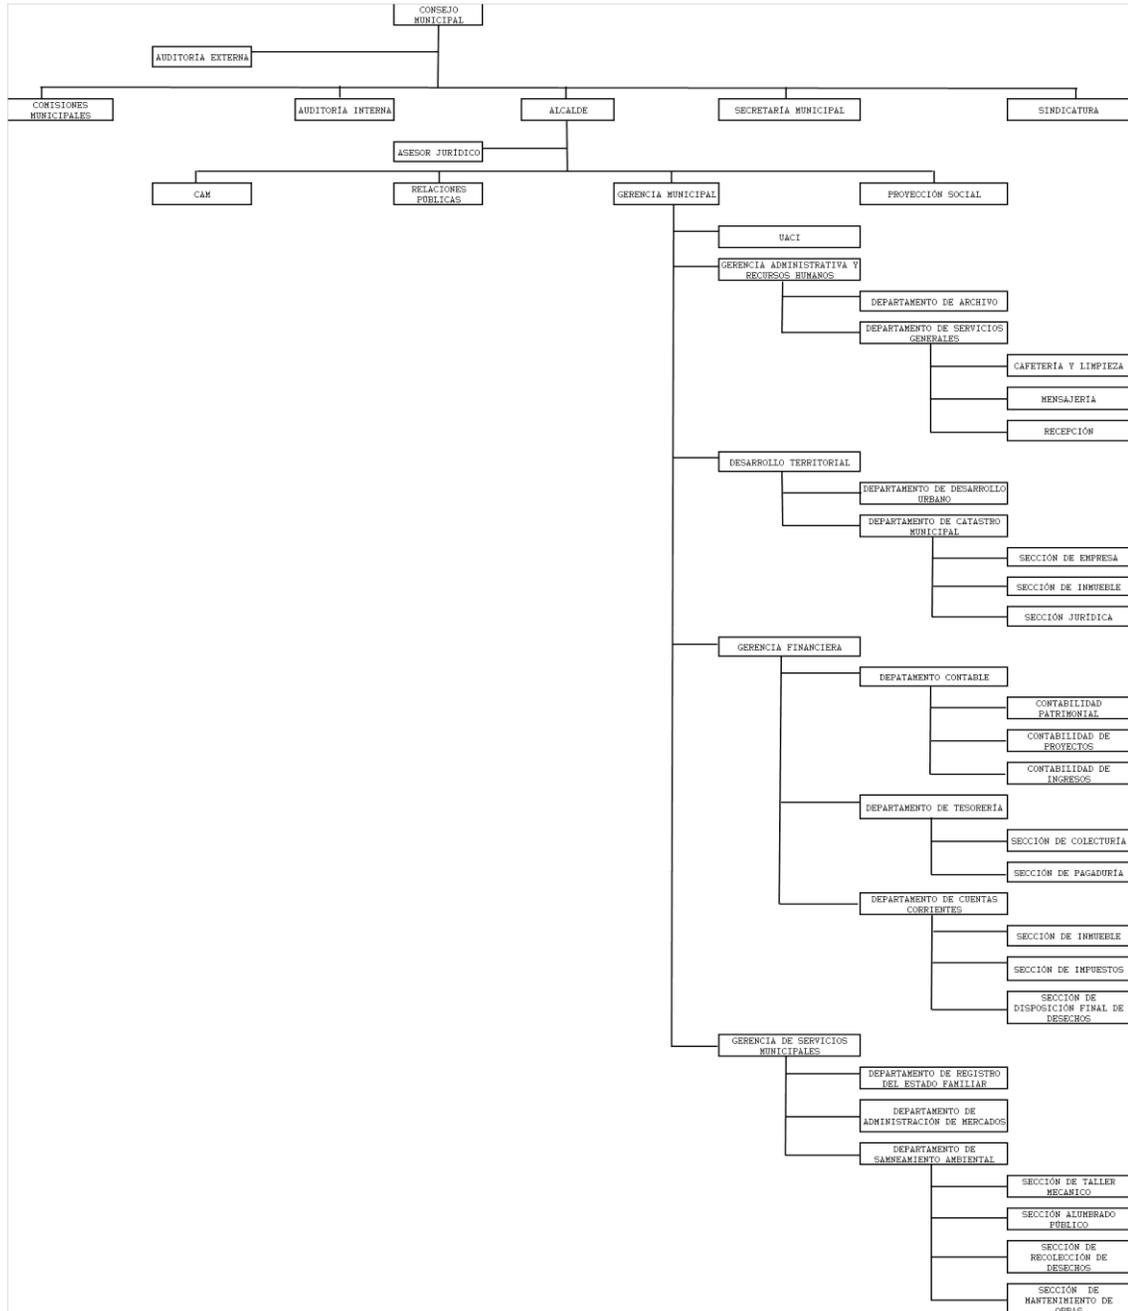 CONSEJO
MUNICIPAL
AUDITORÍA EXTERNA
COMISIONES
MUNICIPALES
AUDITORÍA INTERNA
ALCALDE
SECRETARÍA MUNICIPAL
SINDICATURA
ASESOR JURÍDICO
CAM
RELACIONES
PÚBLICAS
GERENCIA MUNICIPAL
PROYECCIÓN SOCIAL
UACI
GERENCIA ADMINISTRATIVA Y
RECURSOS HUMANOS
DEPARTAMENTO DE ARCHIVO
DEPARTAMENTO DE SERVICIOS
GENERALES
CAFETERÍA Y LIMPIEZA
MENSAJERÍA
RECEPCIÓN
DESARROLLO TERRITORIAL
DEPARTAMENTO DE DESARROLLO
URBANO
DEPARTAMENTO DE CATASTRO
MUNICIPAL
SECCIÓN DE EMPRESA
SECCIÓN DE INMUEBLE
SECCIÓN JURÍDICA
GERENCIA FINANCIERA
DEPATAMENTO CONTABLE
CONTABILIDAD
PATRIMONIAL
CONTABILIDAD DE
PROYECTOS
CONTABILIDAD DE
INGRESOS
DEPARTAMENTO DE TESORERÍA
SECCIÓN DE COLECTURÍA
SECCIÓN DE PAGADURÍA
DEPARTAMENTO DE CUENTAS
CORRIENTES
SECCIÓN DE INMUEBLE
SECCIÓN DE IMPUESTOS
SECCIÓN DE
DISPOSICIÓN FINAL DE
DESECHOS
GERENCIA DE SERVICIOS
MUNICIPALES
DEPARTAMENTO DE REGISTRO
DEL ESTADO FAMILIAR
DEPARTAMENTO DE
ADMINISTRACIÓN DE MERCADOS
DEPARTAMENTO DE
SAMNEAMIENTO AMBIENTAL
SECCIÓN DE TALLER
MECANICO
SECCIÓN ALUMBRADO
PÚBLICO
SECCIÓN DE
RECOLECCIÓN DE
DESECHOS
SECCIÓN DE
MANTENIMIENTO DE
OBRAS